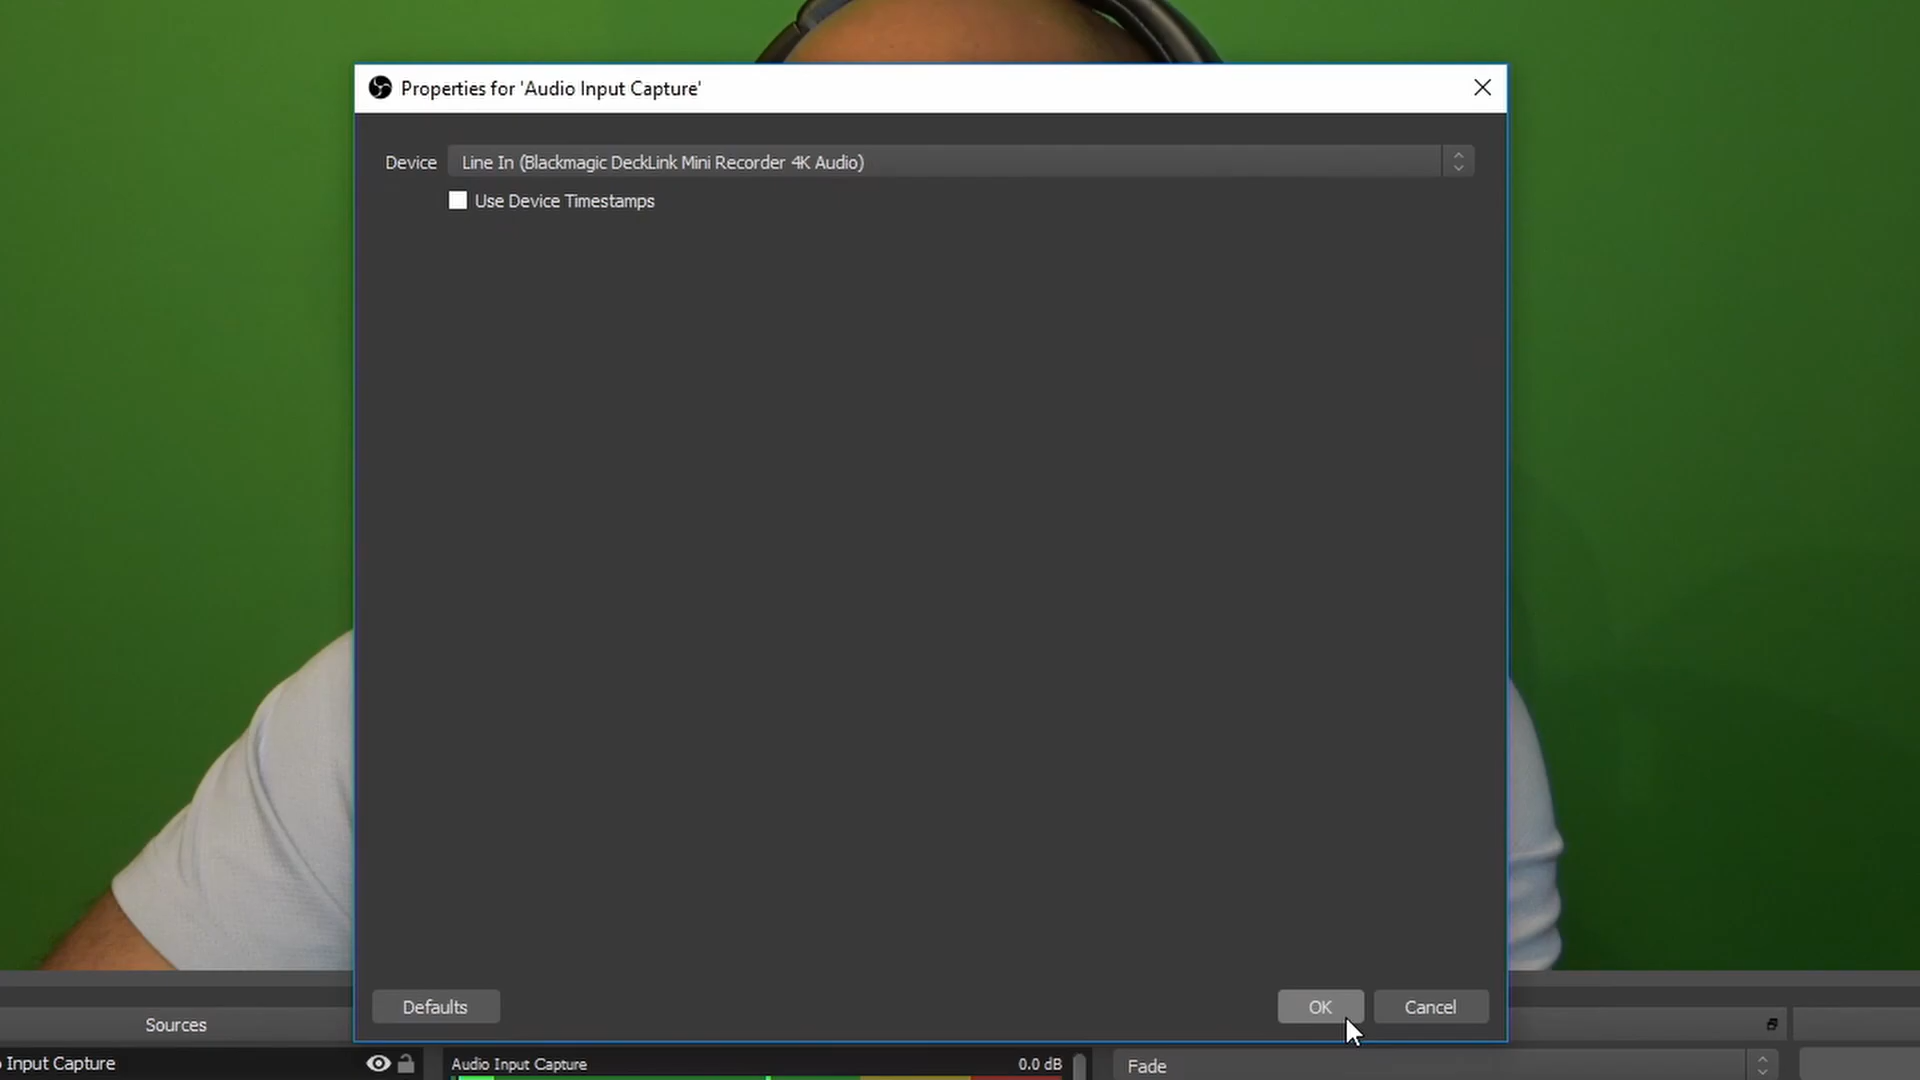 Properties for 'Audio Input Capture'
Device Line In (Blackmagic DeckLink Mini Recorder 4K Audio)
Use Device Timestamps
Defaults OK Cancel
Sources
Input Capture Audio Input Capture 0.0 dB Fade